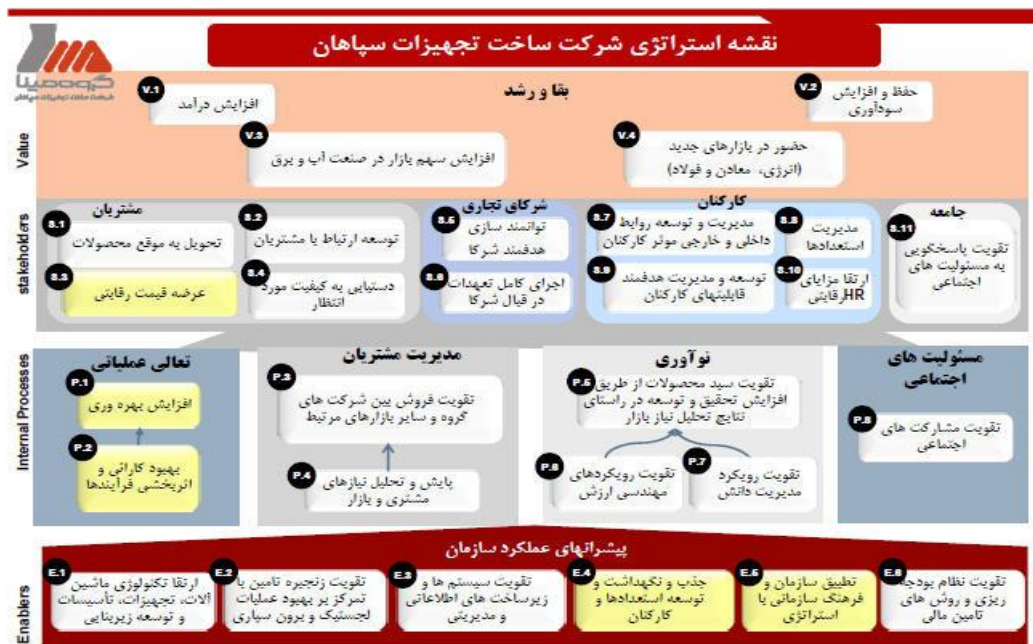 نقشه استراتژی شرکت ساخت تجهیزات سپاهان
گروه مپنا
شرکت ساخت تجهیزات سپاهان
Value
بقا و رشد
V.1
افزایش درآمد
V.2
حفظ و افزایش
سودآوری
V.3
افزایش سهم بازار در صنعت آب و برق
V.4
حضور در بازارهای جدید
(انرژی، معادن و فولاد)
stakeholders
مشتریان
S.1
تحویل به موقع محصولات
S.2
توسعه ارتباط با مشتریان
S.3
عرضه قیمت رقابتی
S.4
دستیابی به کیفیت مورد
انتظار
شرکای تجاری
S.5
توانمند سازی
هدفمند شرکا
S.6
اجرای کامل تعهدات
در قبال شرکا
کارکنان
S.7
مدیریت و توسعه روابط
داخلی و خارجی موثر کارکنان
S.8
مدیریت
استعدادها
S.9
توسعه و مدیریت هدفمند
قابلیتهای کارکنان
S.10
ارتقا مزایای
رقابتی HR
جامعه
S.11
تقویت پاسخگویی
به مسئولیت های
اجتماعی
Internal Processes
تعالی عملیاتی
P.1
افزایش بهره وری
P.2
بهبود کارائی و
اثربخشی فرآیندها
مدیریت مشتریان
P.3
تقویت فروش بین شرکت های
گروه و سایر بازارهای مرتبط
P.4
پایش و تحلیل نیازهای
مشتری و بازار
نوآوری
P.5
تقویت سبد محصولات از طریق
افزایش تحقیق و توسعه در راستای
نتایج تحلیل نیاز بازار
P.6
تقویت رویکردهای
مهندسی ارزش
P.7
تقویت رویکرد
مدیریت دانش
مسئولیت های
اجتماعی
P.8
تقویت مشارکت های
اجتماعی
Enablers
پیشرانهای عملکرد سازمان
E.1
ارتقا تکنولوژی ماشین
آلات، تجهیزات، تأسیسات
و توسعه زیربنایی
E.2
تقویت زنجیره تامین با
تمرکز بر بهبود عملیات
لجستیک و برون سپاری
E.3
تقویت سیستم ها و
زیرساخت های اطلاعاتی
و مدیریتی
E.4
جذب و نگهداشت و
توسعه استعدادها و
کارکنان
E.5
تطبیق سازمان و
فرهنگ سازمانی با
استراتژی
E.6
تقویت نظام بودجه
ریزی و روش های
تامین مالی